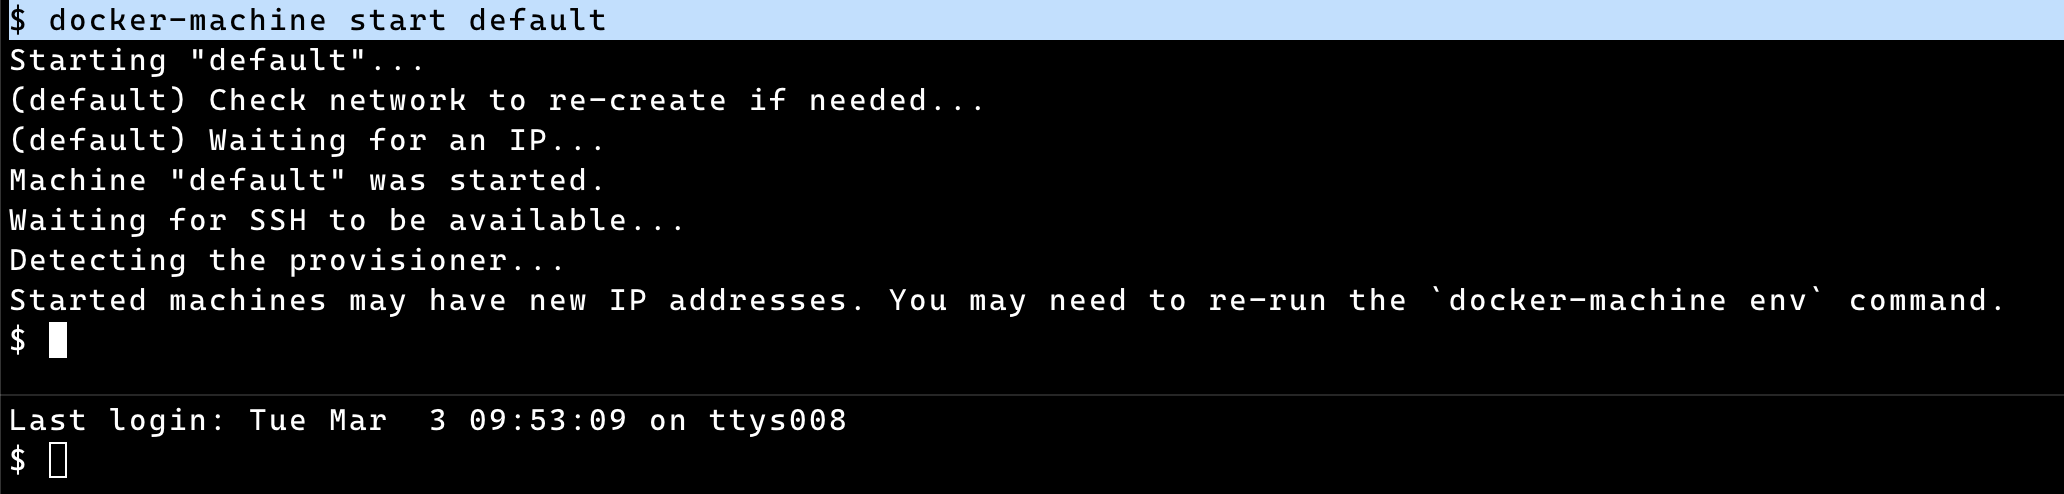 $ docker-machine start default
Starting "default"...
(default) Check network to re-create if needed...
(default) Waiting for an IP...
Machine "default" was started.
Waiting for SSH to be available...
Detecting the provisioner...
Started machines may have new IP addresses. You may need to re-run the `docker-machine env` command.
$
Last login: Tue Mar  3 09:53:09 on ttys008
$